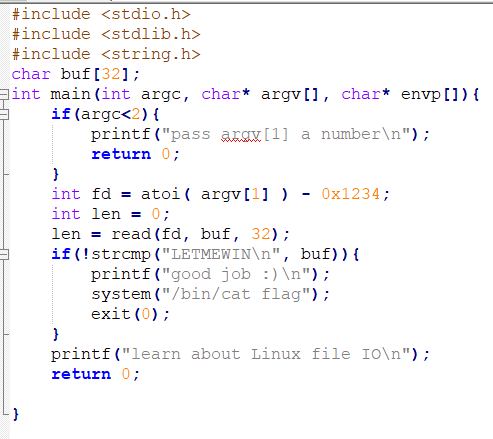 #include <stdio.h>
#include <stdlib.h>
#include <string.h>
char buf[32];
int main(int argc, char* argv[], char* envp[]){
    if(argc<2){
        printf("pass argv[1] a number\n");
        return 0;
    }
    int fd = atoi( argv[1] ) - 0x1234;
    int len = 0;
    len = read(fd, buf, 32);
    if(!strcmp("LETMEWIN\n", buf)){
        printf("good job :)\n");
        system("/bin/cat flag");
        exit(0);
    }
    printf("learn about Linux file IO\n");
    return 0;
}